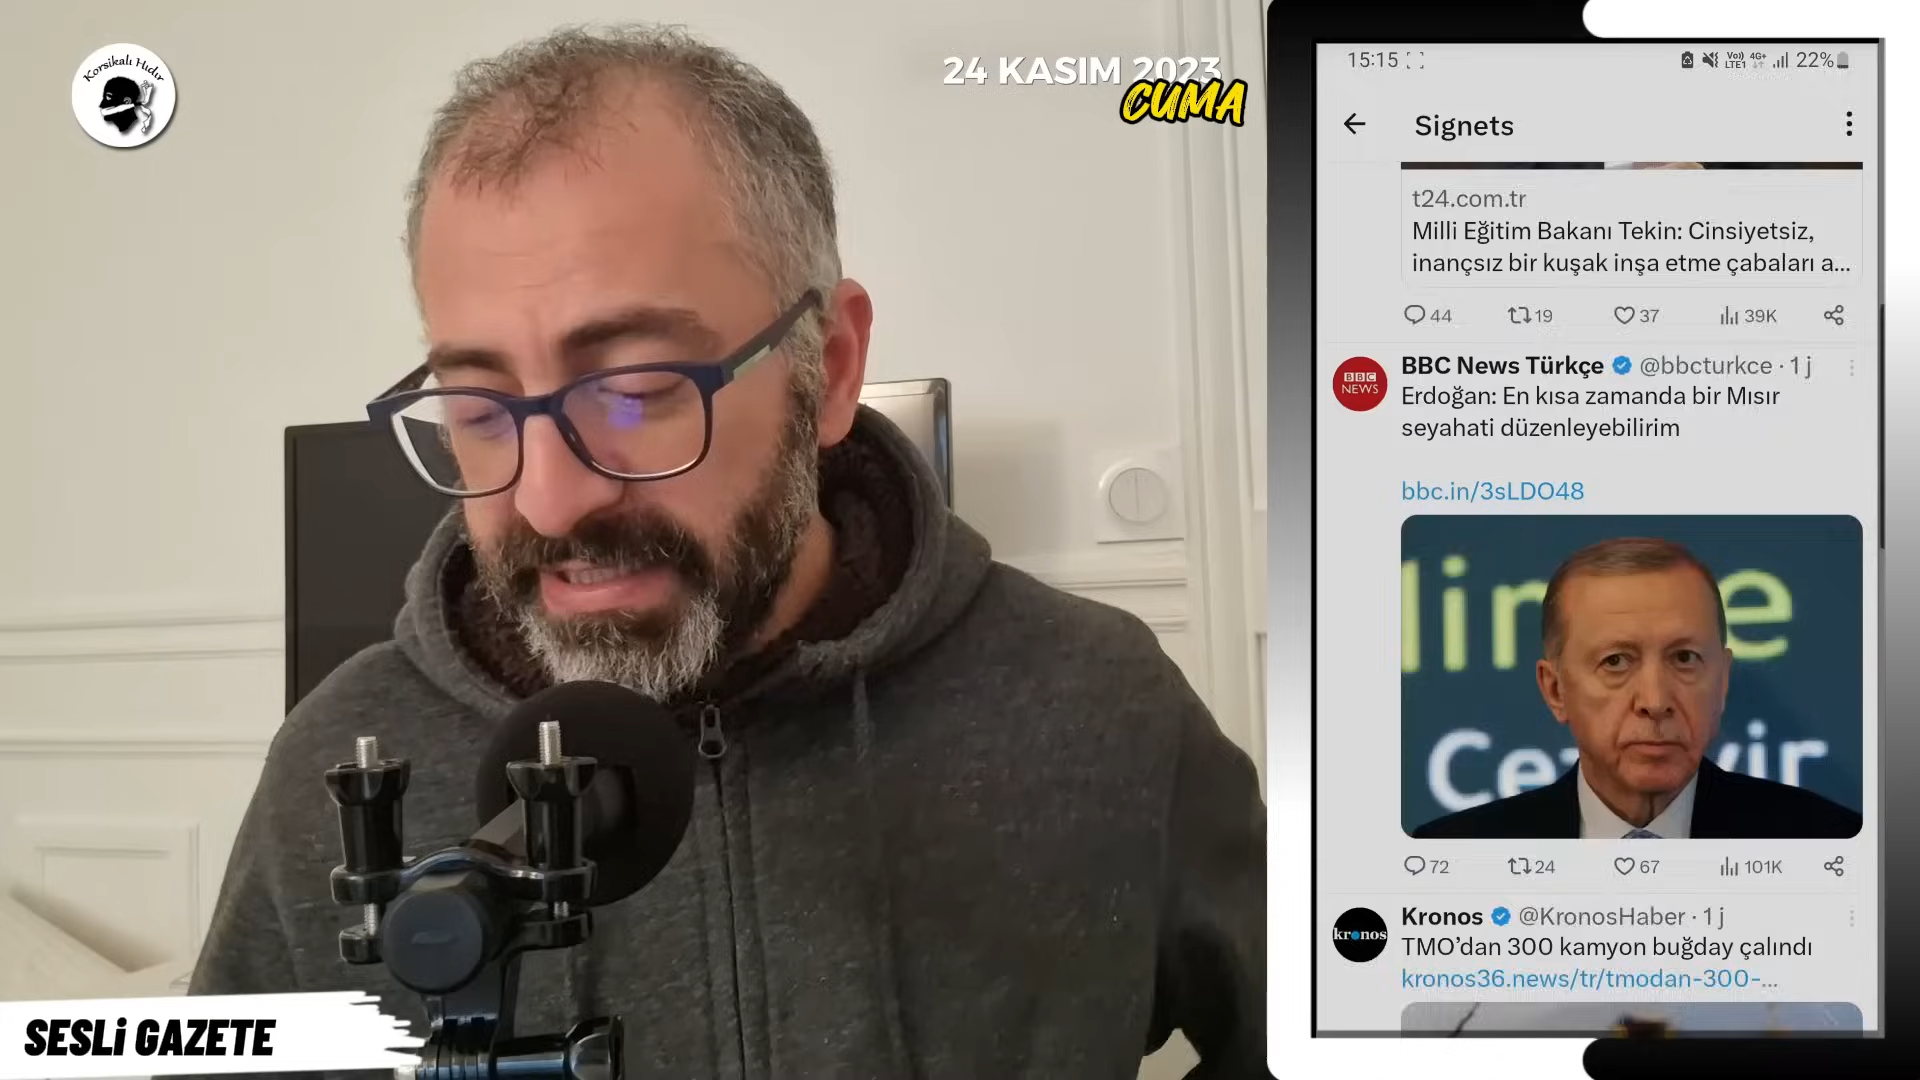 Korsikalı Hıdır
24 KASIM 2023
CUMA
SESLİ GAZETE
15:15
Vo))
LTE1
4G+
22%
Signets
t24.com.tr
Milli Eğitim Bakanı Tekin: Cinsiyetsiz,
inançsız bir kuşak inşa etme çabaları a...
44
19
37
39K
BBC NEWS
BBC News Türkçe @bbcturkce · 1 j
Erdoğan: En kısa zamanda bir Mısır
seyahati düzenleyebilirim
bbc.in/3sLDO48
72
24
67
101K
kronos
Kronos @KronosHaber · 1 j
TMO’dan 300 kamyon buğday çalındı
kronos36.news/tr/tmodan-300-...